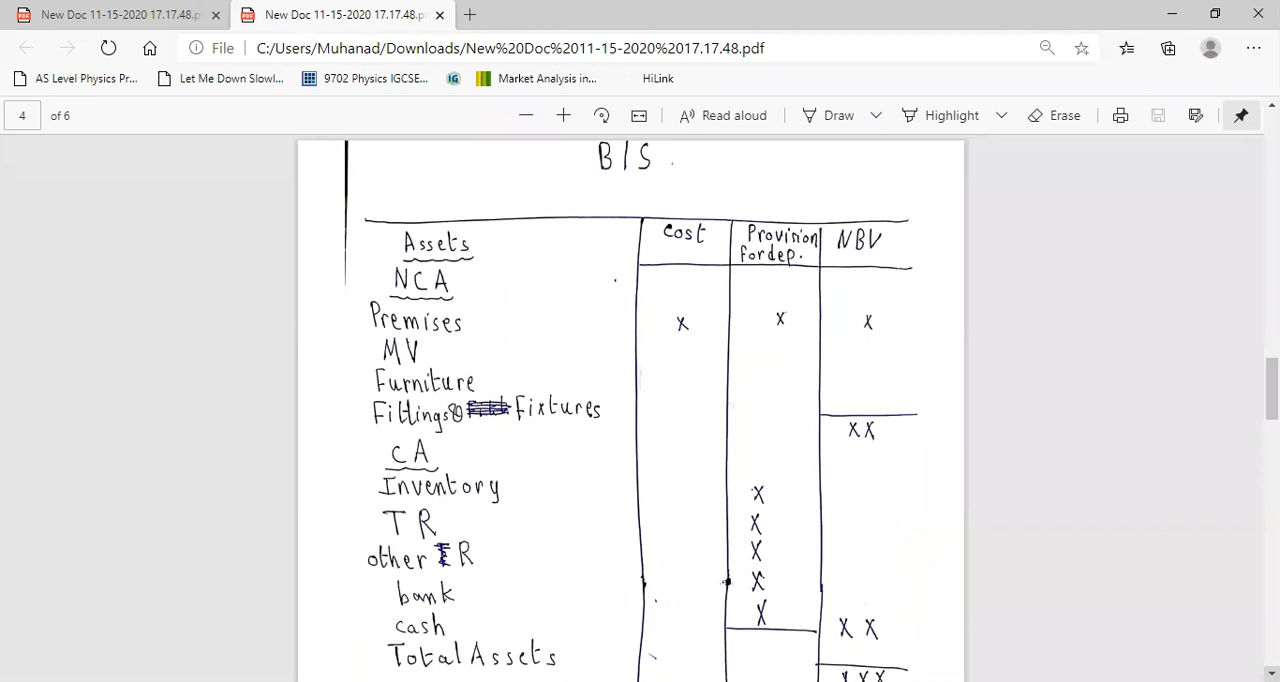 New Doc 11-15-2020 17.17.48.p
New Doc 11-15-2020 17.17.48.p
File C:/Users/Muhanad/Downloads/New%20Doc%2011-15-2020%2017.17.48.pdf
AS Level Physics Pr... Let Me Down Slowl... 9702 Physics IGCSE... IG Market Analysis in... HiLink
4 of 6 Read aloud Draw Highlight Erase
B/S.
Assets Cost Provision for dep. NBV
NCA
Premises x x x
MV
Furniture
Fittings & Fixtures
XX
CA
Inventory X
TR X
other R X
bank X
cash X XX
Total Assets
XXX